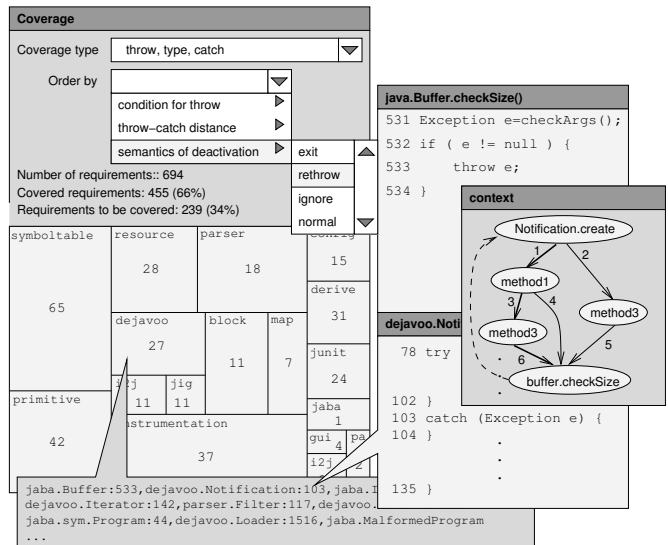 Coverage
Coverage type throw, type, catch
Order by
condition for throw
throw−catch distance
semantics of deactivation
exit
rethrow
ignore
normal
Number of requirements:: 694
Covered requirements: 455 (66%)
Requirements to be covered: 239 (34%)
symboltable
65
resource
28
parser
18
config
15
derive
31
dejavoo
27
block
11
map
7
junit
24
i2j
11
jig
11
jaba
1
primitive
42
nstrumentation
37
gui
4
pa
2
i2j
jaba.Buffer:533,dejavoo.Notification:103,jaba.I
dejavoo.Iterator:142,parser.Filter:117,dejavoo.
jaba.sym.Program:44,dejavoo.Loader:1516,jaba.MalformedProgram
...
java.Buffer.checkSize()
531 Exception e=checkArgs();
532 if ( e != null ) {
533 throw e;
534 }
context
Notification.create
1
2
method1
3
4
method3
method3
5
6
buffer.checkSize
dejavoo.Noti
78 try
.
.
102 }
103 catch (Exception e) {
104 }
.
.
.
135 }